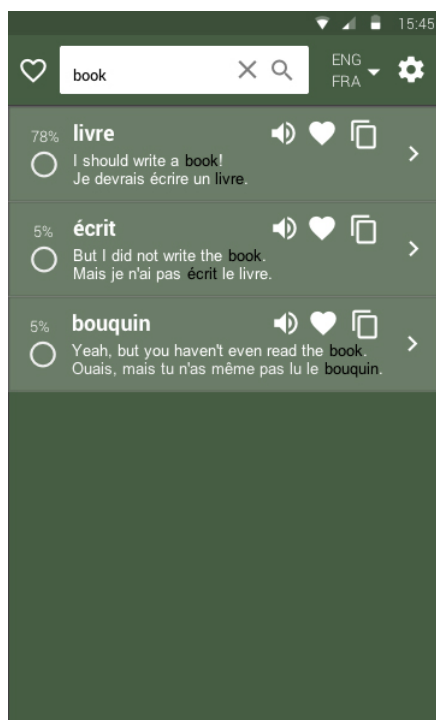 15:45
book
ENG
FRA
78%
livre
I should write a book!
Je devrais écrire un livre.
5%
écrit
But I did not write the book.
Mais je n'ai pas écrit le livre.
5%
bouquin
Yeah, but you haven't even read the book.
Ouais, mais tu n'as même pas lu le bouquin.